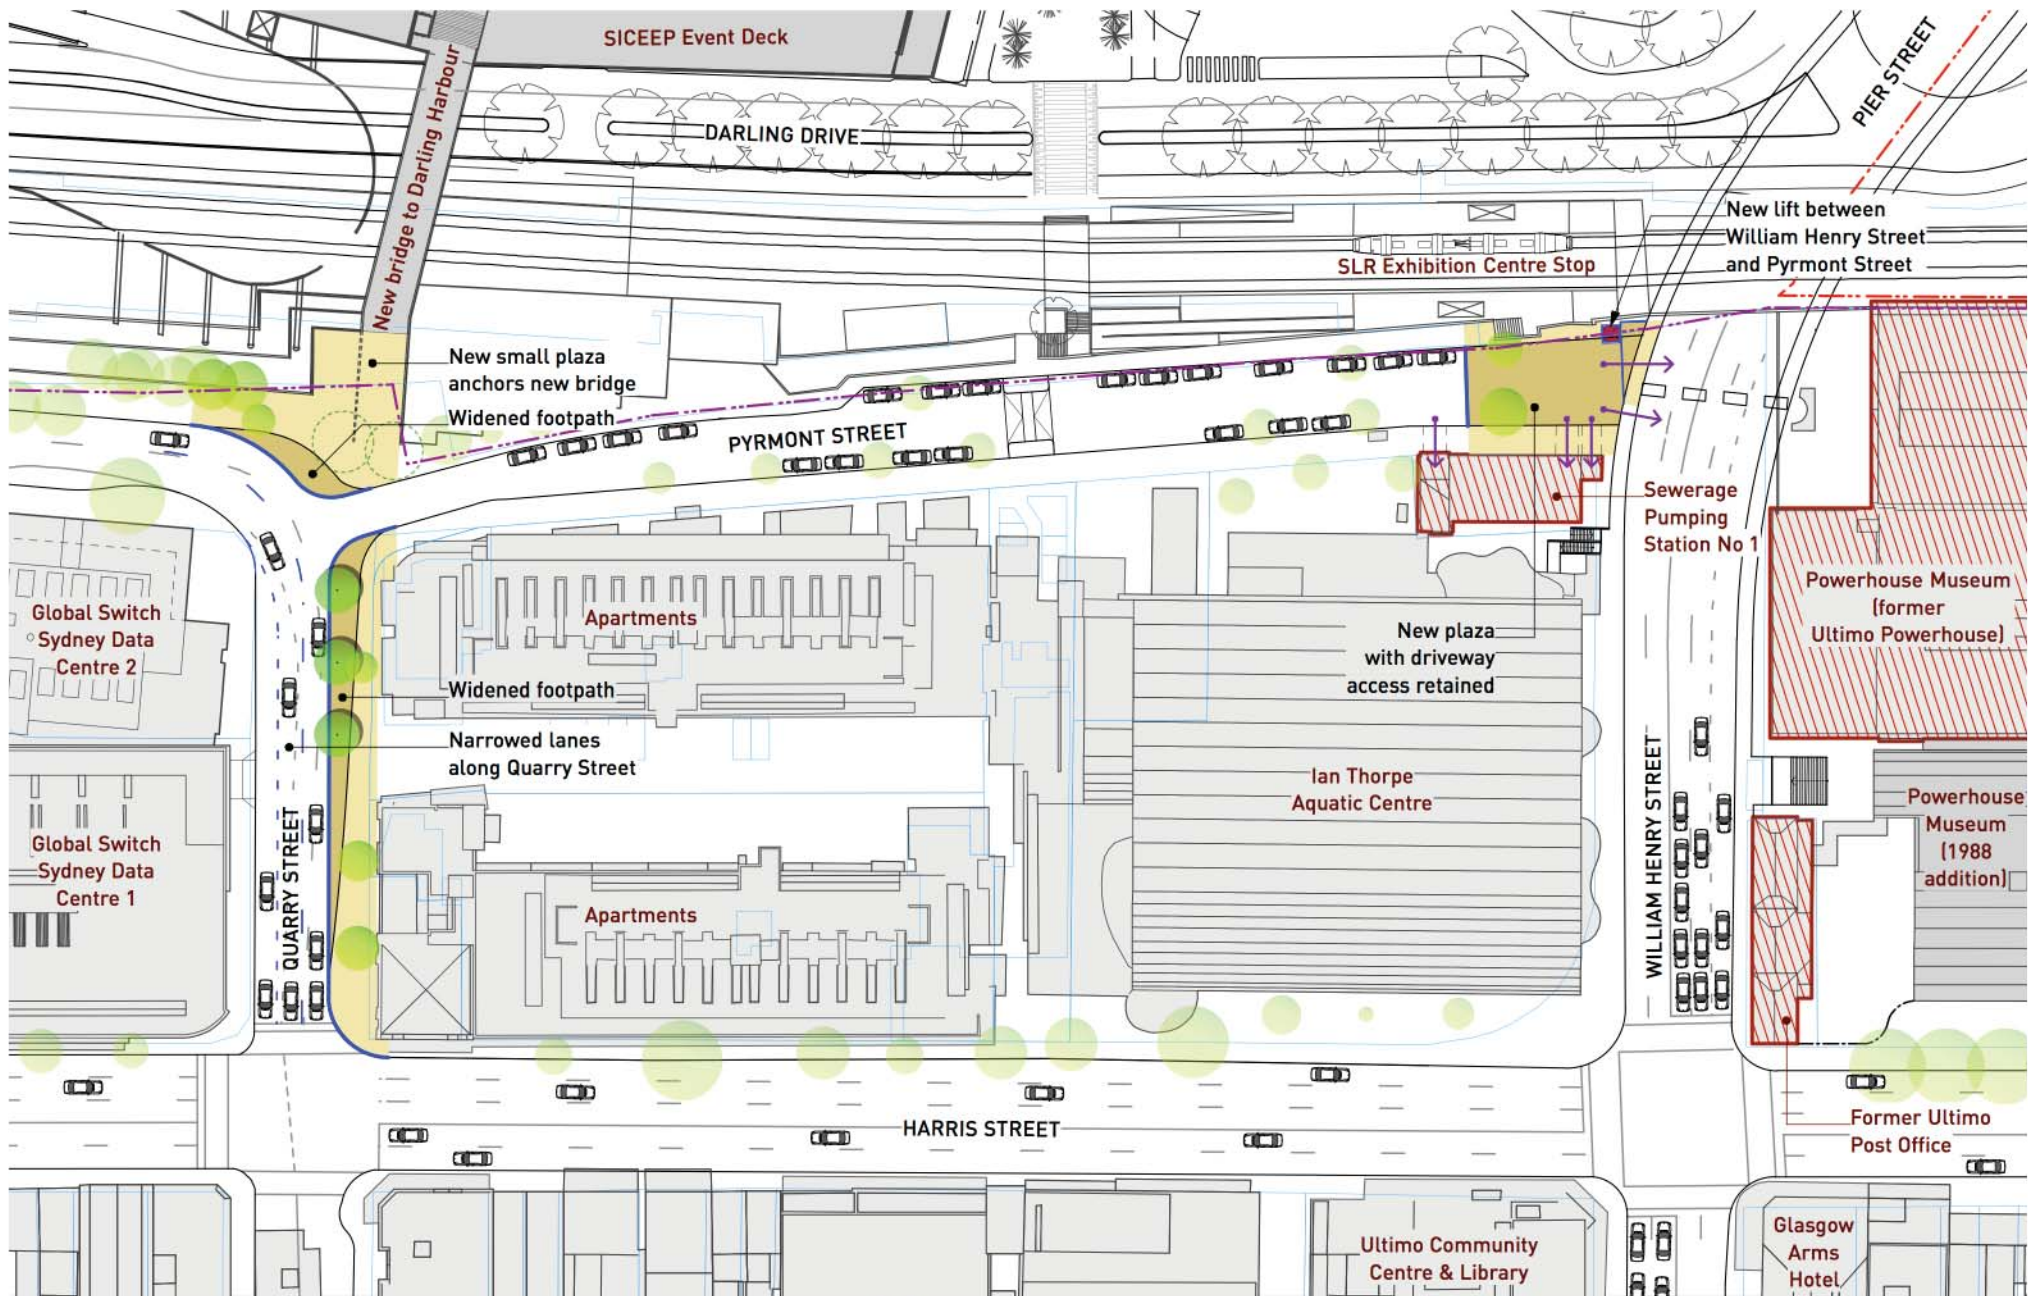 SICEEP Event Deck
New bridge to Darling Harbour
DARLING DRIVE
PIER STREET
New lift between
William Henry Street
and Pyrmont Street
SLR Exhibition Centre Stop
New small plaza
anchors new bridge
Widened footpath
PYRMONT STREET
Sewerage
Pumping
Station No 1
Powerhouse Museum
(former
Ultimo Powerhouse)
Global Switch
Sydney Data
Centre 2
Apartments
New plaza
with driveway
access retained
Widened footpath
Narrowed lanes
along Quarry Street
Ian Thorpe
Aquatic Centre
WILLIAM HENRY STREET
Powerhouse
Museum
(1988
addition)
Global Switch
Sydney Data
Centre 1
QUARRY STREET
Apartments
HARRIS STREET
Former Ultimo
Post Office
Ultimo Community
Centre & Library
Glasgow
Arms
Hotel